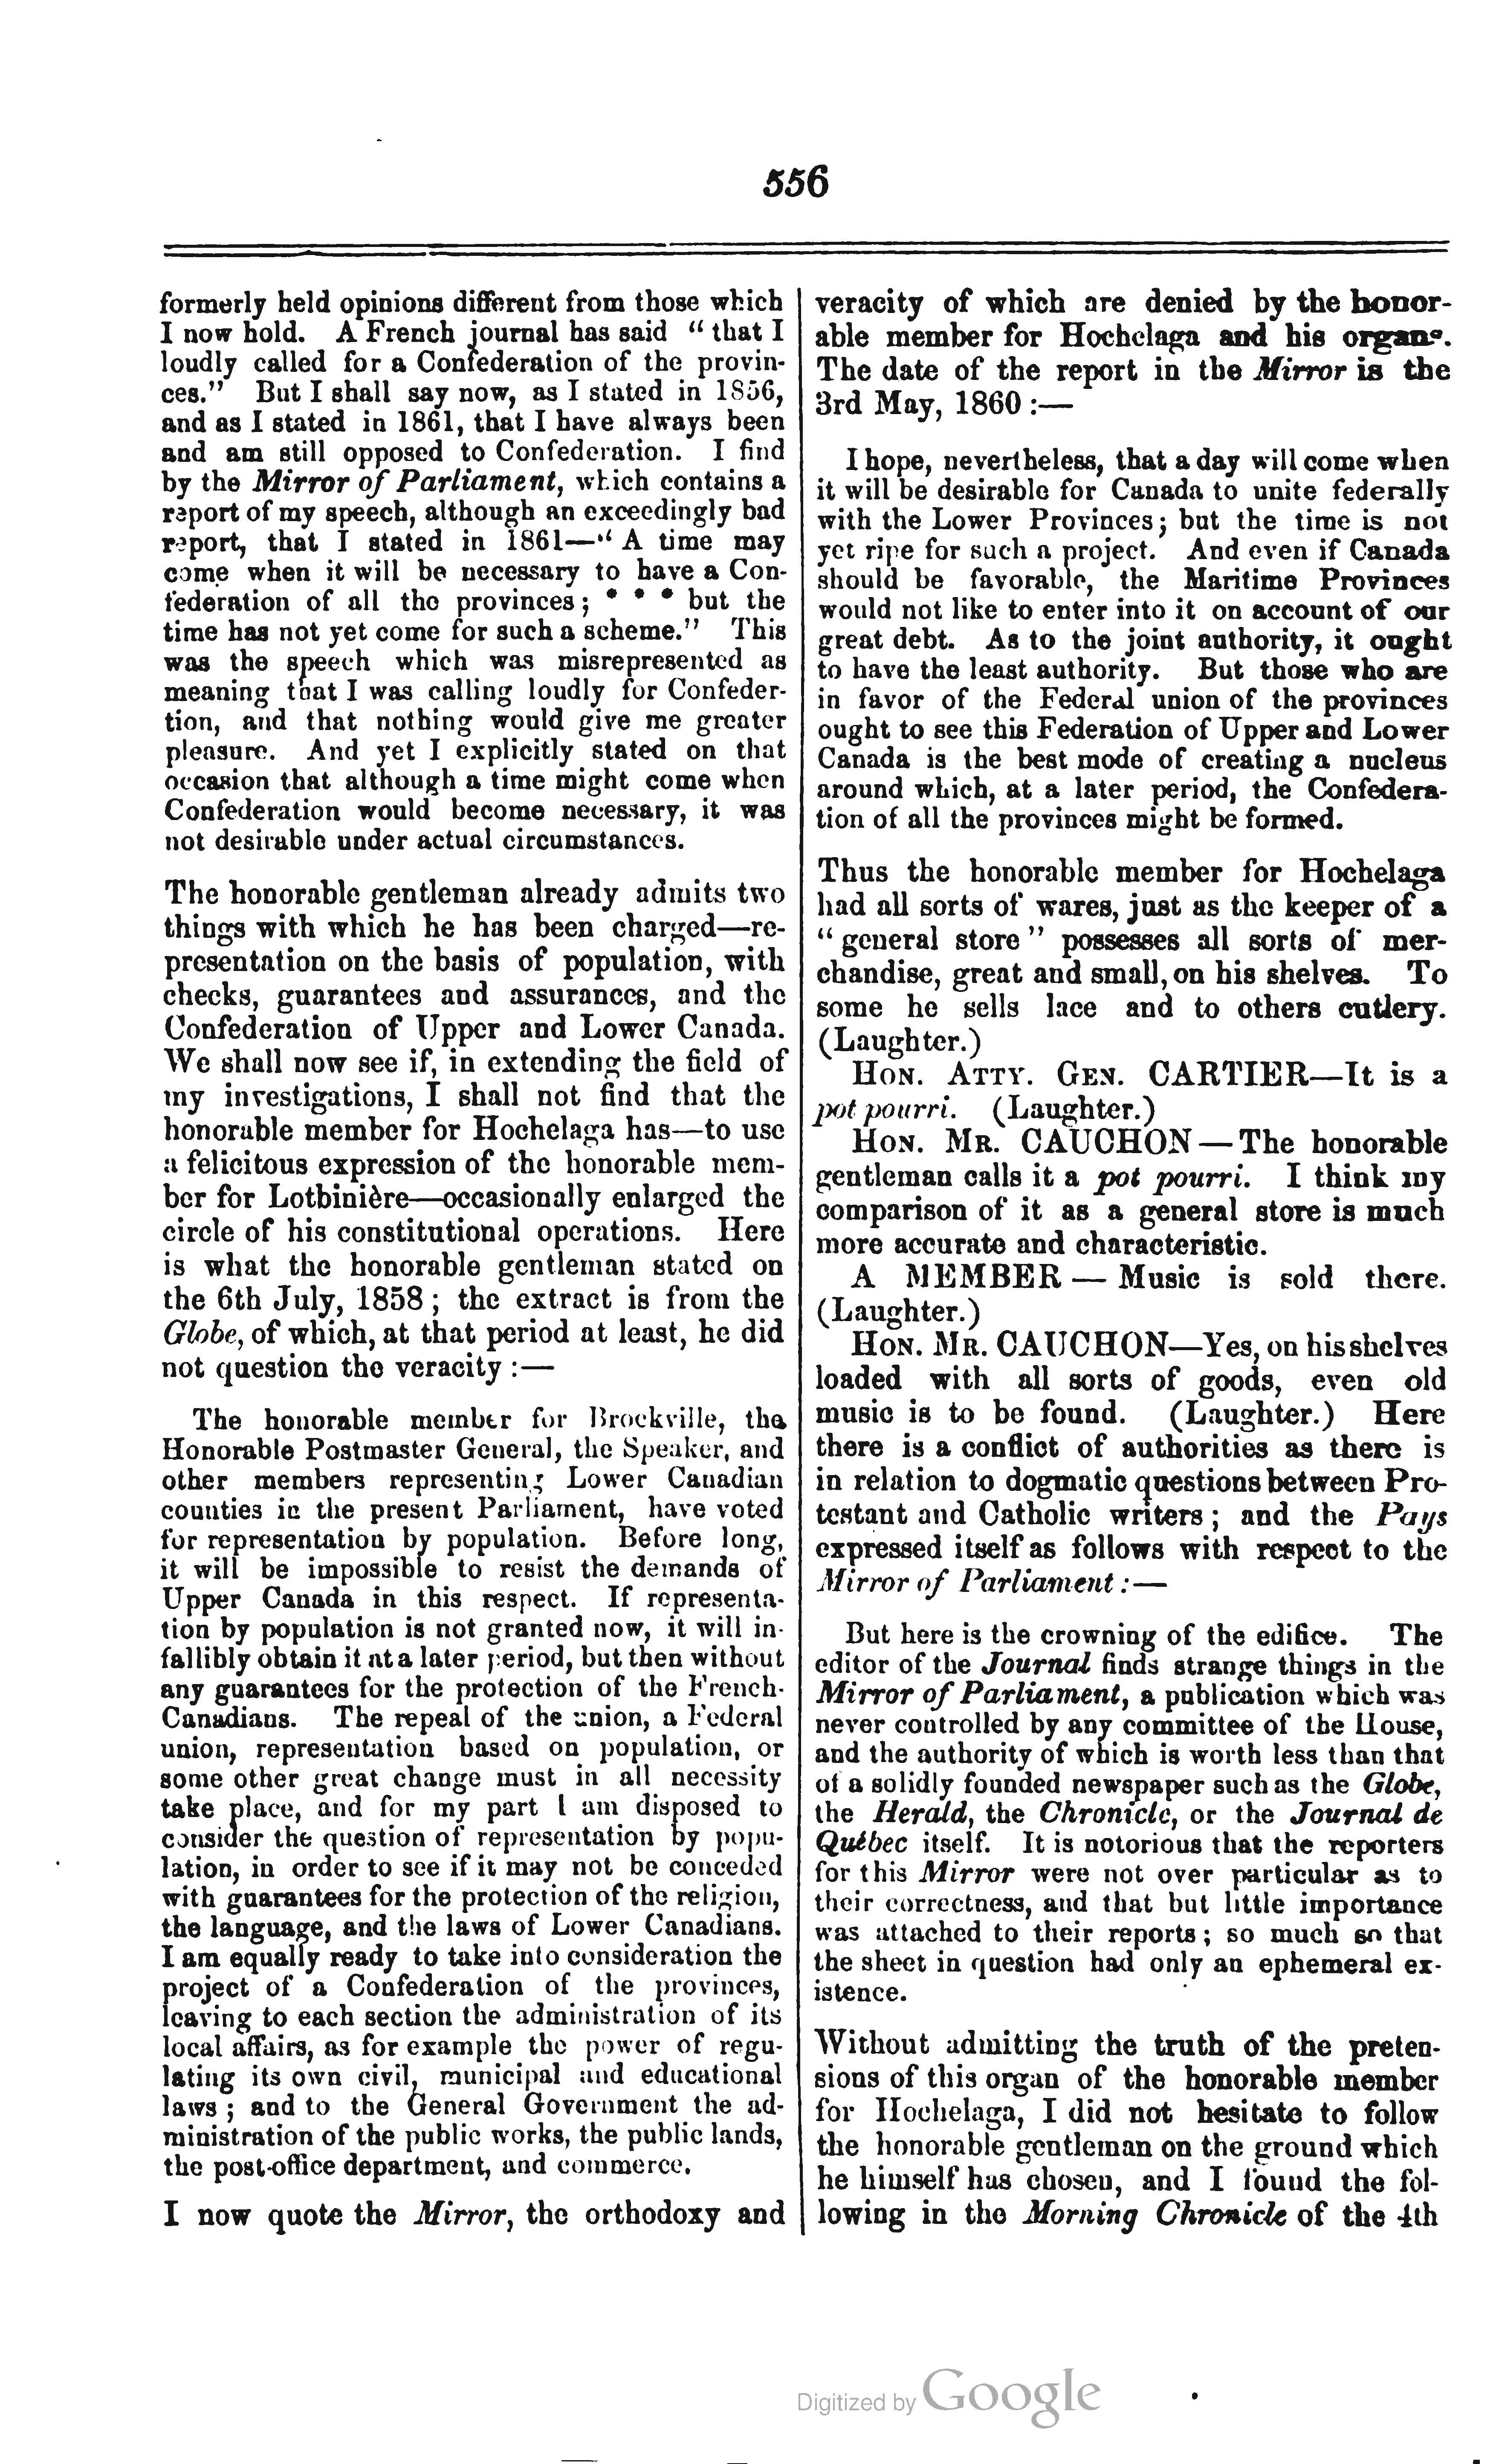 556
formerly held opinions different from those which
I now hold. A French journal has said " that I
loudly called for a Confederation of the provin-
ces." But I shall say now, as I stated in 1856,
and as I stated in 1861, that I have always been
and am still opposed to Confederation. I find
by the Mirror of Parliament, which contains a
report of my speech, although an exceedingly bad
report, that I stated in 1861—" A time may
come when it will be necessary to have a Con-
federation of all the provinces; * * * but the
time has not yet come for such a scheme." This
was the speech which was misrepresented as
meaning that I was calling loudly for Confeder-
tion, and that nothing would give me greater
pleasure. And yet I explicitly stated on that
occasion that although a time might come when
Confederation would become necessary, it was
not desirable under actual circumstances.
The honorable gentleman already admits two
things with which he has been charged—re-
presentation on the basis of population, with
checks, guarantees and assurances, and the
Confederation of Upper and Lower Canada.
We shall now see if, in extending the field of
my investigations, I shall not find that the
honorable member for Hochelaga has—to use
a felicitous expression of the honorable mem-
ber for Lotbinière—occasionally enlarged the
circle of his constitutional operations. Here
is what the honorable gentleman stated on
the 6th July, 1858; the extract is from the
Globe, of which, at that period at least, he did
not question the veracity :—
The honorable member for Brockville, the
Honorable Postmaster General, the Speaker, and
other members representing Lower Canadian
counties in the present Parliament, have voted
for representation by population. Before long,
it will be impossible to resist the demands of
Upper Canada in this respect. If representa-
tion by population is not granted now, it will in-
fallibly obtain it at a later period, but then without
any guarantees for the protection of the French-
Canadians. The repeal of the union, a Federal
union, representation based on population, or
some other great change must in all necessity
take place, and for my part I am disposed to
consider the question of representation by popu-
lation, in order to see if it may not be conceded
with guarantees for the protection of the religion,
the language, and the laws of Lower Canadians.
I am equally ready to take into consideration the
project of a Confederation of the provinces,
leaving to each section the administration of its
local affairs, as for example the power of regu-
lating its own civil, municipal and educational
laws; and to the General Government the ad-
ministration of the public works, the public lands,
the post-office department, and commerce.
I now quote the Mirror, the orthodoxy and
veracity of which are denied by the honor-
able member for Hochelaga and his organs.
The date of the report in the Mirror is the
3rd May, 1860 :—
I hope, nevertheless, that a day will come when
it will be desirable for Canada to unite federally
with the Lower Provinces; but the time is not
yet ripe for such a project. And even if Canada
should be favorable, the Maritime Provinces
would not like to enter into it on account of our
great debt. As to the joint authority, it ought
to have the least authority. But those who are
in favor of the Federal union of the provinces
ought to see this Federation of Upper and Lower
Canada is the best mode of creating a nucleus
around which, at a later period, the Confedera-
tion of all the provinces might be formed.
Thus the honorable member for Hochelaga
had all sorts of wares, just as the keeper of a
" general store " possesses all sorts of mer-
chandise, great and small, on his shelves. To
some he sells lace and to others cutlery.
(Laughter.)
HON. ATTY. GEN. CARTIER—It is a
pot pourri. (Laughter.)
HON. MR. CAUCHON—The honorable
gentleman calls it a pot pourri. I think my
comparison of it as a general store is much
more accurate and characteristic.
A MEMBER — Music is sold there.
(Laughter.)
HON. MR. CAUCHON—Yes, on his shelves
loaded with all sorts of goods, even old
music is to be found. (Laughter.) Here
there is a conflict of authorities as there is
in relation to dogmatic questions between Pro-
testant and Catholic writers; and the Pays
expressed itself as follows with respect to the
Mirror of Parliament :—
But here is the crowning of the edifice. The
editor of the Journal finds strange things in the
Mirror of Parliament, a publication which was
never controlled by any committee of the House,
and the authority of which is worth less than that
of a solidly founded newspaper such as the Globe,
the Herald, the Chronicle, or the Journal de
Québec itself. It is notorious that the reporters
for this Mirror were not over particular as to
their correctness, and that but little importance
was attached to their reports; so much so that
the sheet in question had only an ephemeral ex-
istence.
Without admitting the truth of the preten-
sions of this organ of the honorable member
for Hochelaga, I did not hesitate to follow
the honorable gentleman on the ground which
he himself has chosen, and I found the fol-
lowing in the Morning Chronicle of the 4th
Digitized by Google